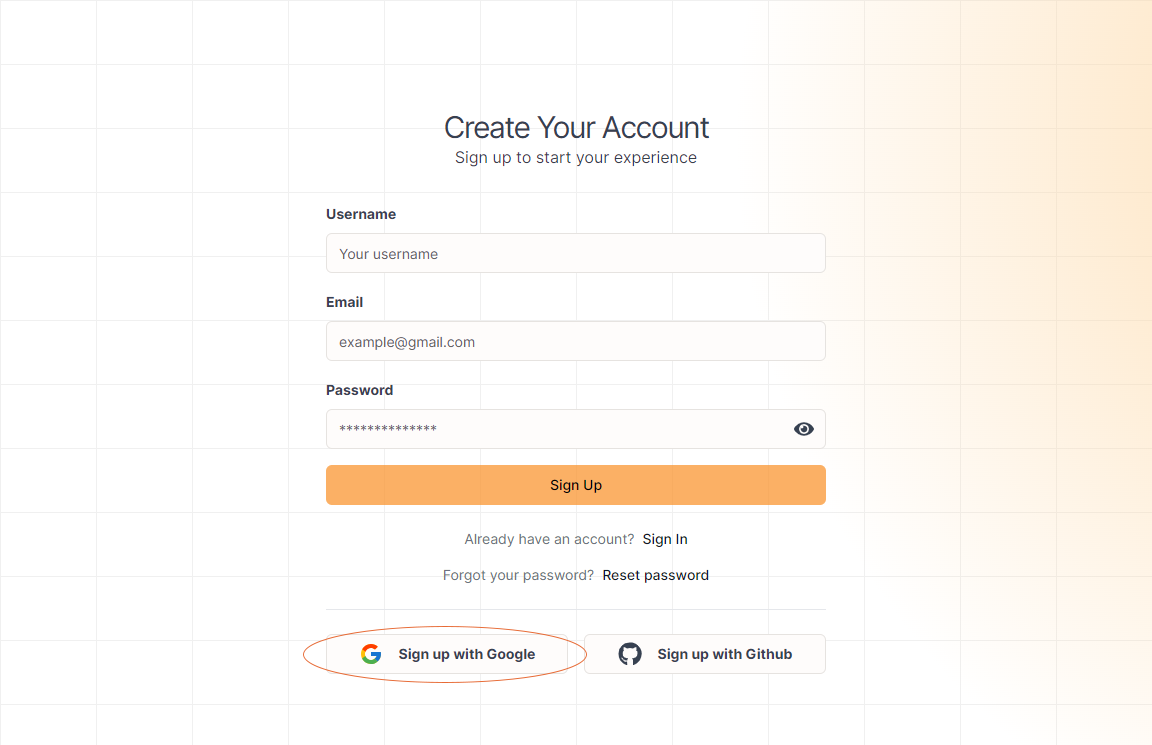 Create Your Account
Sign up to start your experience
Username
Your username
Email
example@gmail.com
Password
**************
Sign Up
Already have an account? Sign In
Forgot your password? Reset password
Sign up with Google Sign up with Github